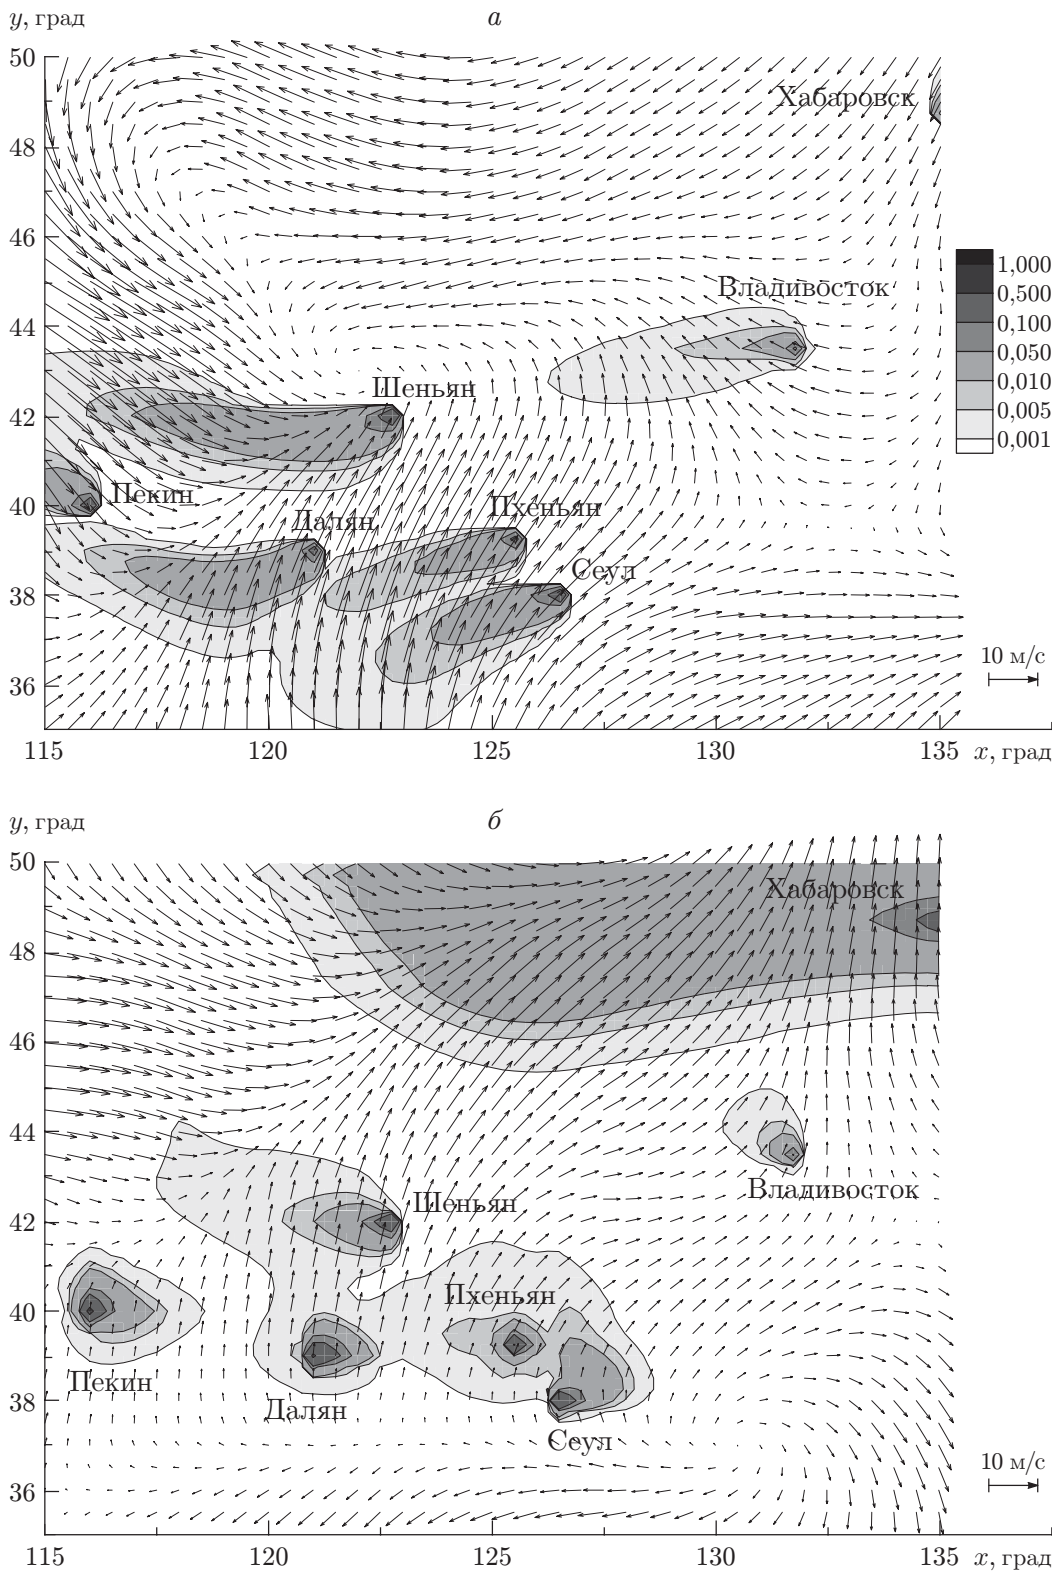 y, град
а
50
48
46
44
42
40
38
36
115
120
125
130
135
x, град
Хабаровск
Владивосток
Шеньян
Пекин
Далян
Пхеньян
Сеул
1,000
0,500
0,100
0,050
0,010
0,005
0,001
10 м/с
y, град
б
50
48
46
44
42
40
38
36
115
120
125
130
135
x, град
Хабаровск
Владивосток
Шеньян
Пхеньян
Пекин
Далян
Сеул
10 м/с